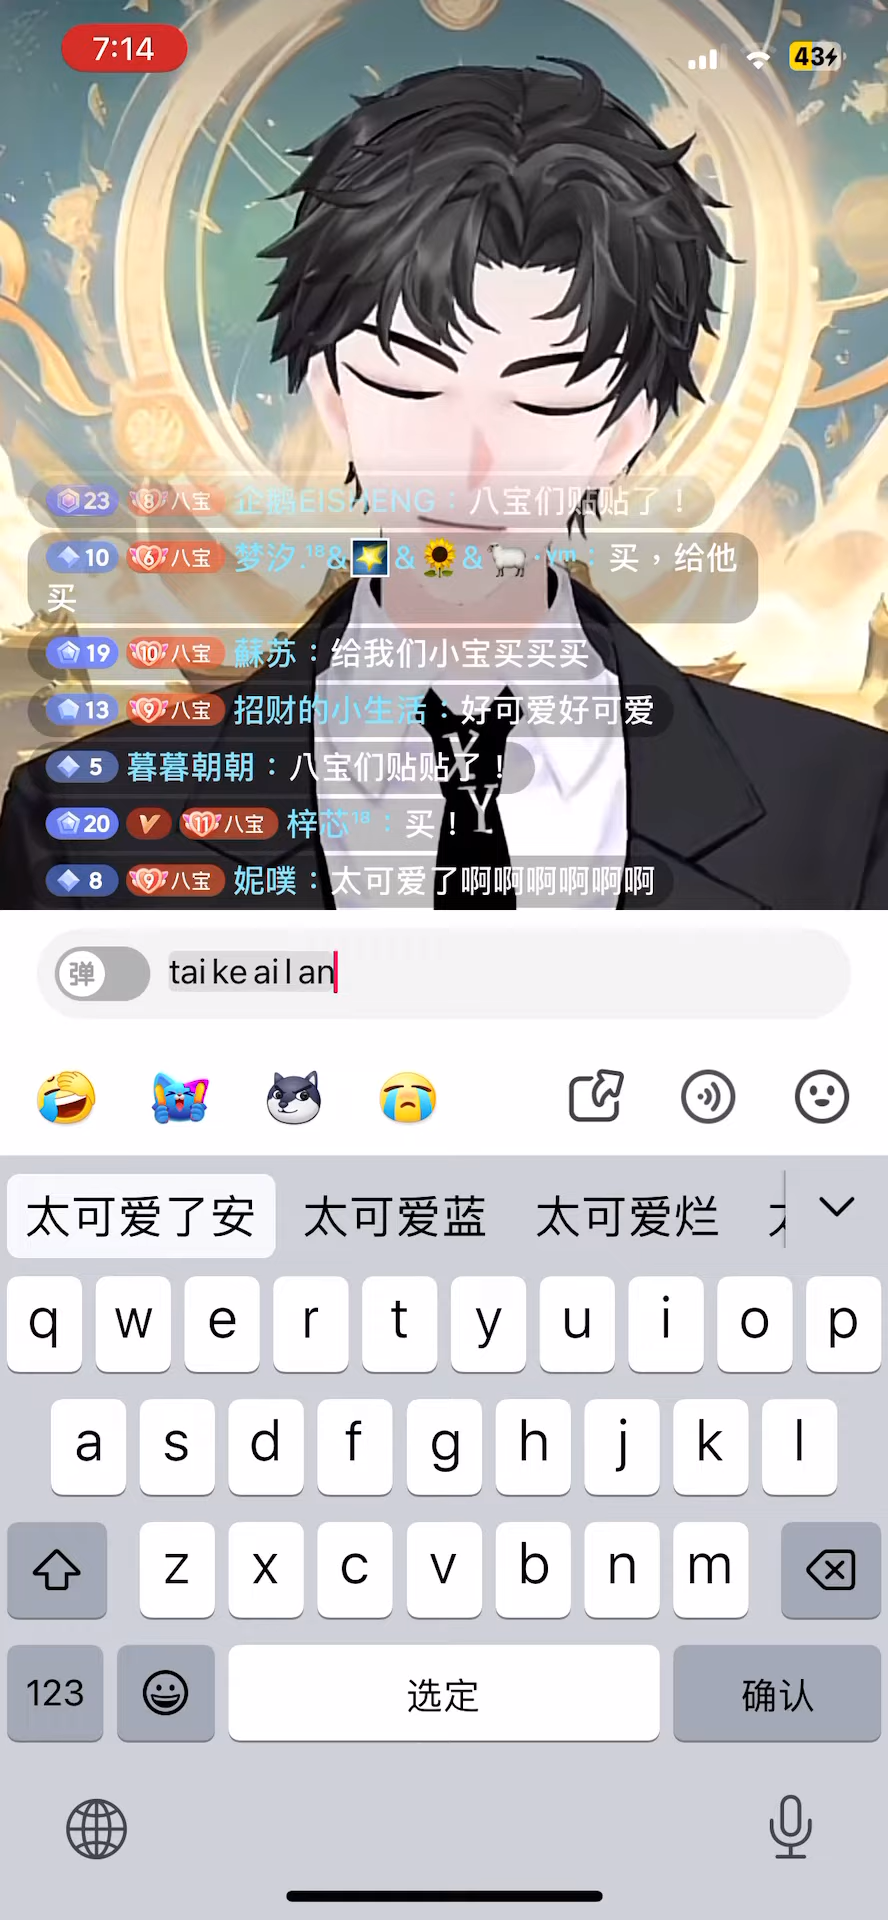 7:14
43
23 8 八宝 企鹅EISHENG：八宝们贴贴了！
10 6 八宝 梦汐.¹⁸&🌠&🌻&🐑·ʸᵐ：买，给他
买
19 10 八宝 蘇苏：给我们小宝买买买
13 9 八宝 招财的小生活：好可爱好可爱
5 暮暮朝朝：八宝们贴贴了！
20 11 八宝 梓芯¹⁸：买！
8 9 八宝 妮噗：太可爱了啊啊啊啊啊啊
Y
Y
弹 tai ke ai l an
太可爱了安 太可爱蓝 太可爱烂
q w e r t y u i o p
a s d f g h j k l
z x c v b n m
123 选定 确认